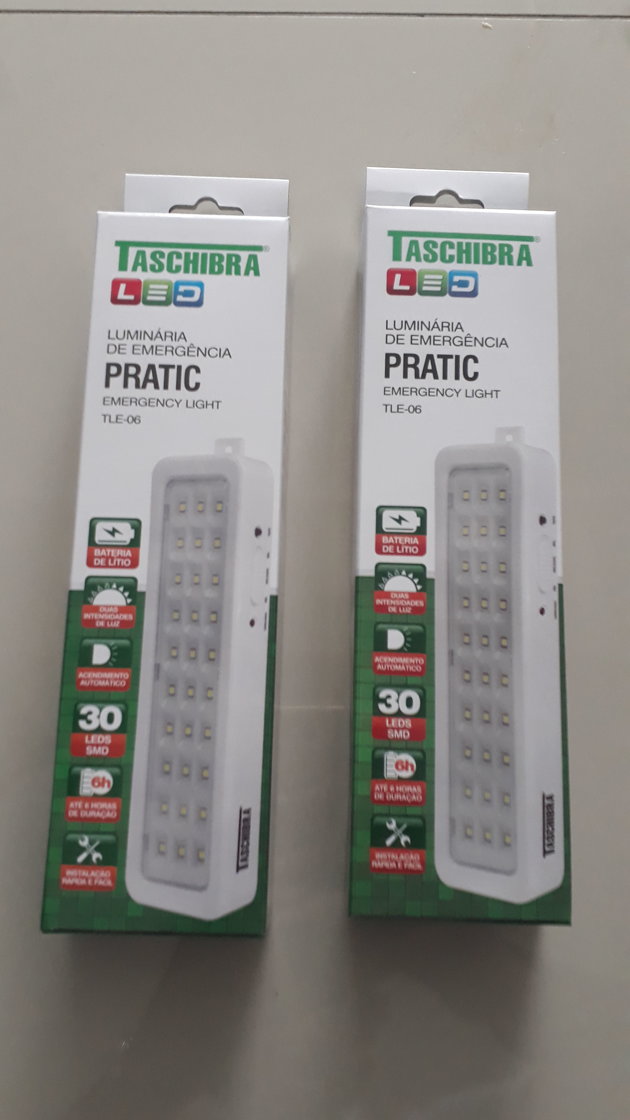 TASCHIBRA®
LED
LUMINÁRIA
DE EMERGÊNCIA
PRATIC
EMERGENCY LIGHT
TLE-06
BATERIA
DE LÍTIO
DUAS
INTENSIDADES
DE LUZ
ACENDIMENTO
AUTOMÁTICO
30
LEDS
SMD
6h
ATÉ 6 HORAS
DE DURAÇÃO
INSTALAÇÃO
RÁPIDA E FÁCIL
TASCHIBRA
TASCHIBRA®
LED
LUMINÁRIA
DE EMERGÊNCIA
PRATIC
EMERGENCY LIGHT
TLE-06
BATERIA
DE LÍTIO
DUAS
INTENSIDADES
DE LUZ
ACENDIMENTO
AUTOMÁTICO
30
LEDS
SMD
6h
ATÉ 6 HORAS
DE DURAÇÃO
INSTALAÇÃO
RÁPIDA E FÁCIL
TASCHIBRA